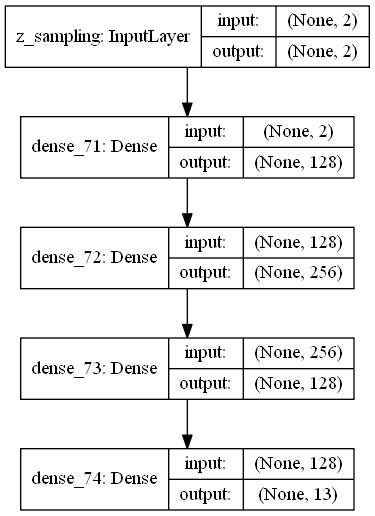 z_sampling: InputLayer input: (None, 2)
output: (None, 2)
dense_71: Dense input: (None, 2)
output: (None, 128)
dense_72: Dense input: (None, 128)
output: (None, 256)
dense_73: Dense input: (None, 256)
output: (None, 128)
dense_74: Dense input: (None, 128)
output: (None, 13)